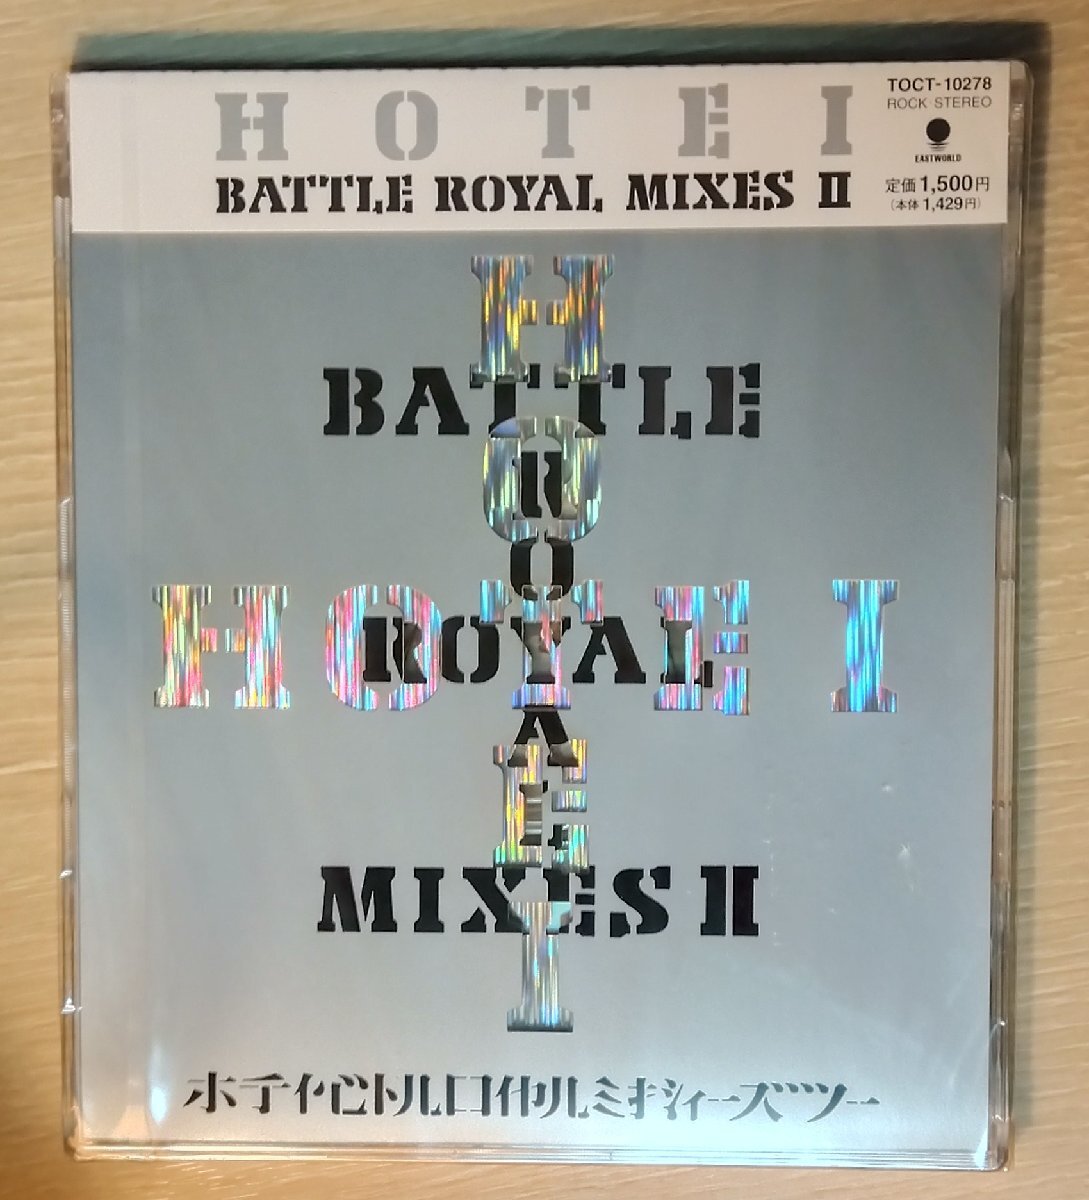 HOTEI
BATTLE ROYAL MIXES II
TOCT-10278
ROCK STEREO
EASTWORLD
定価1,500円
(本体1,429円)
HOTEI
BATTLE
ROYAL
HOTEI
ROYAL
MIXES II
ホテイ バトルロイヤルミキシィーズ ツー